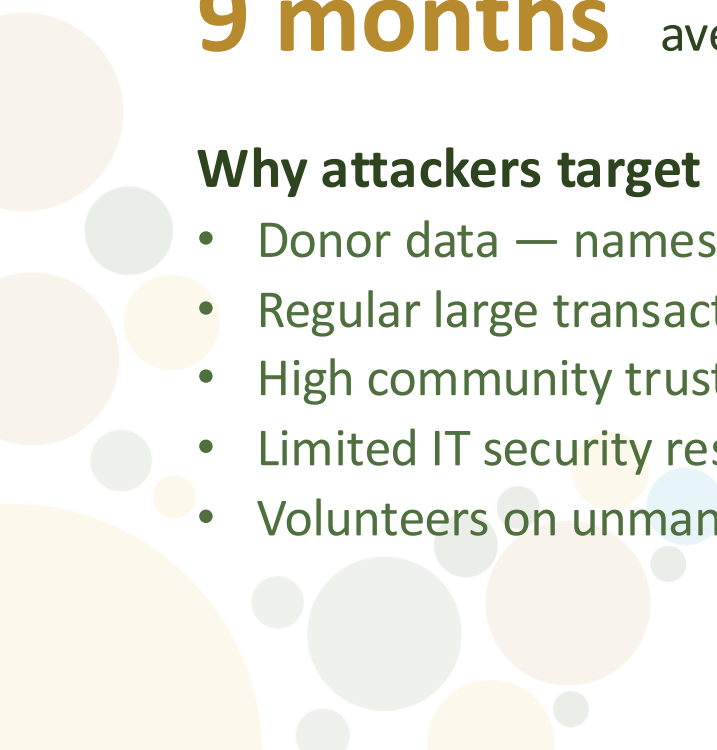 9 months ave
Why attackers target
• Donor data — names
• Regular large transact
• High community trust
• Limited IT security res
• Volunteers on unman